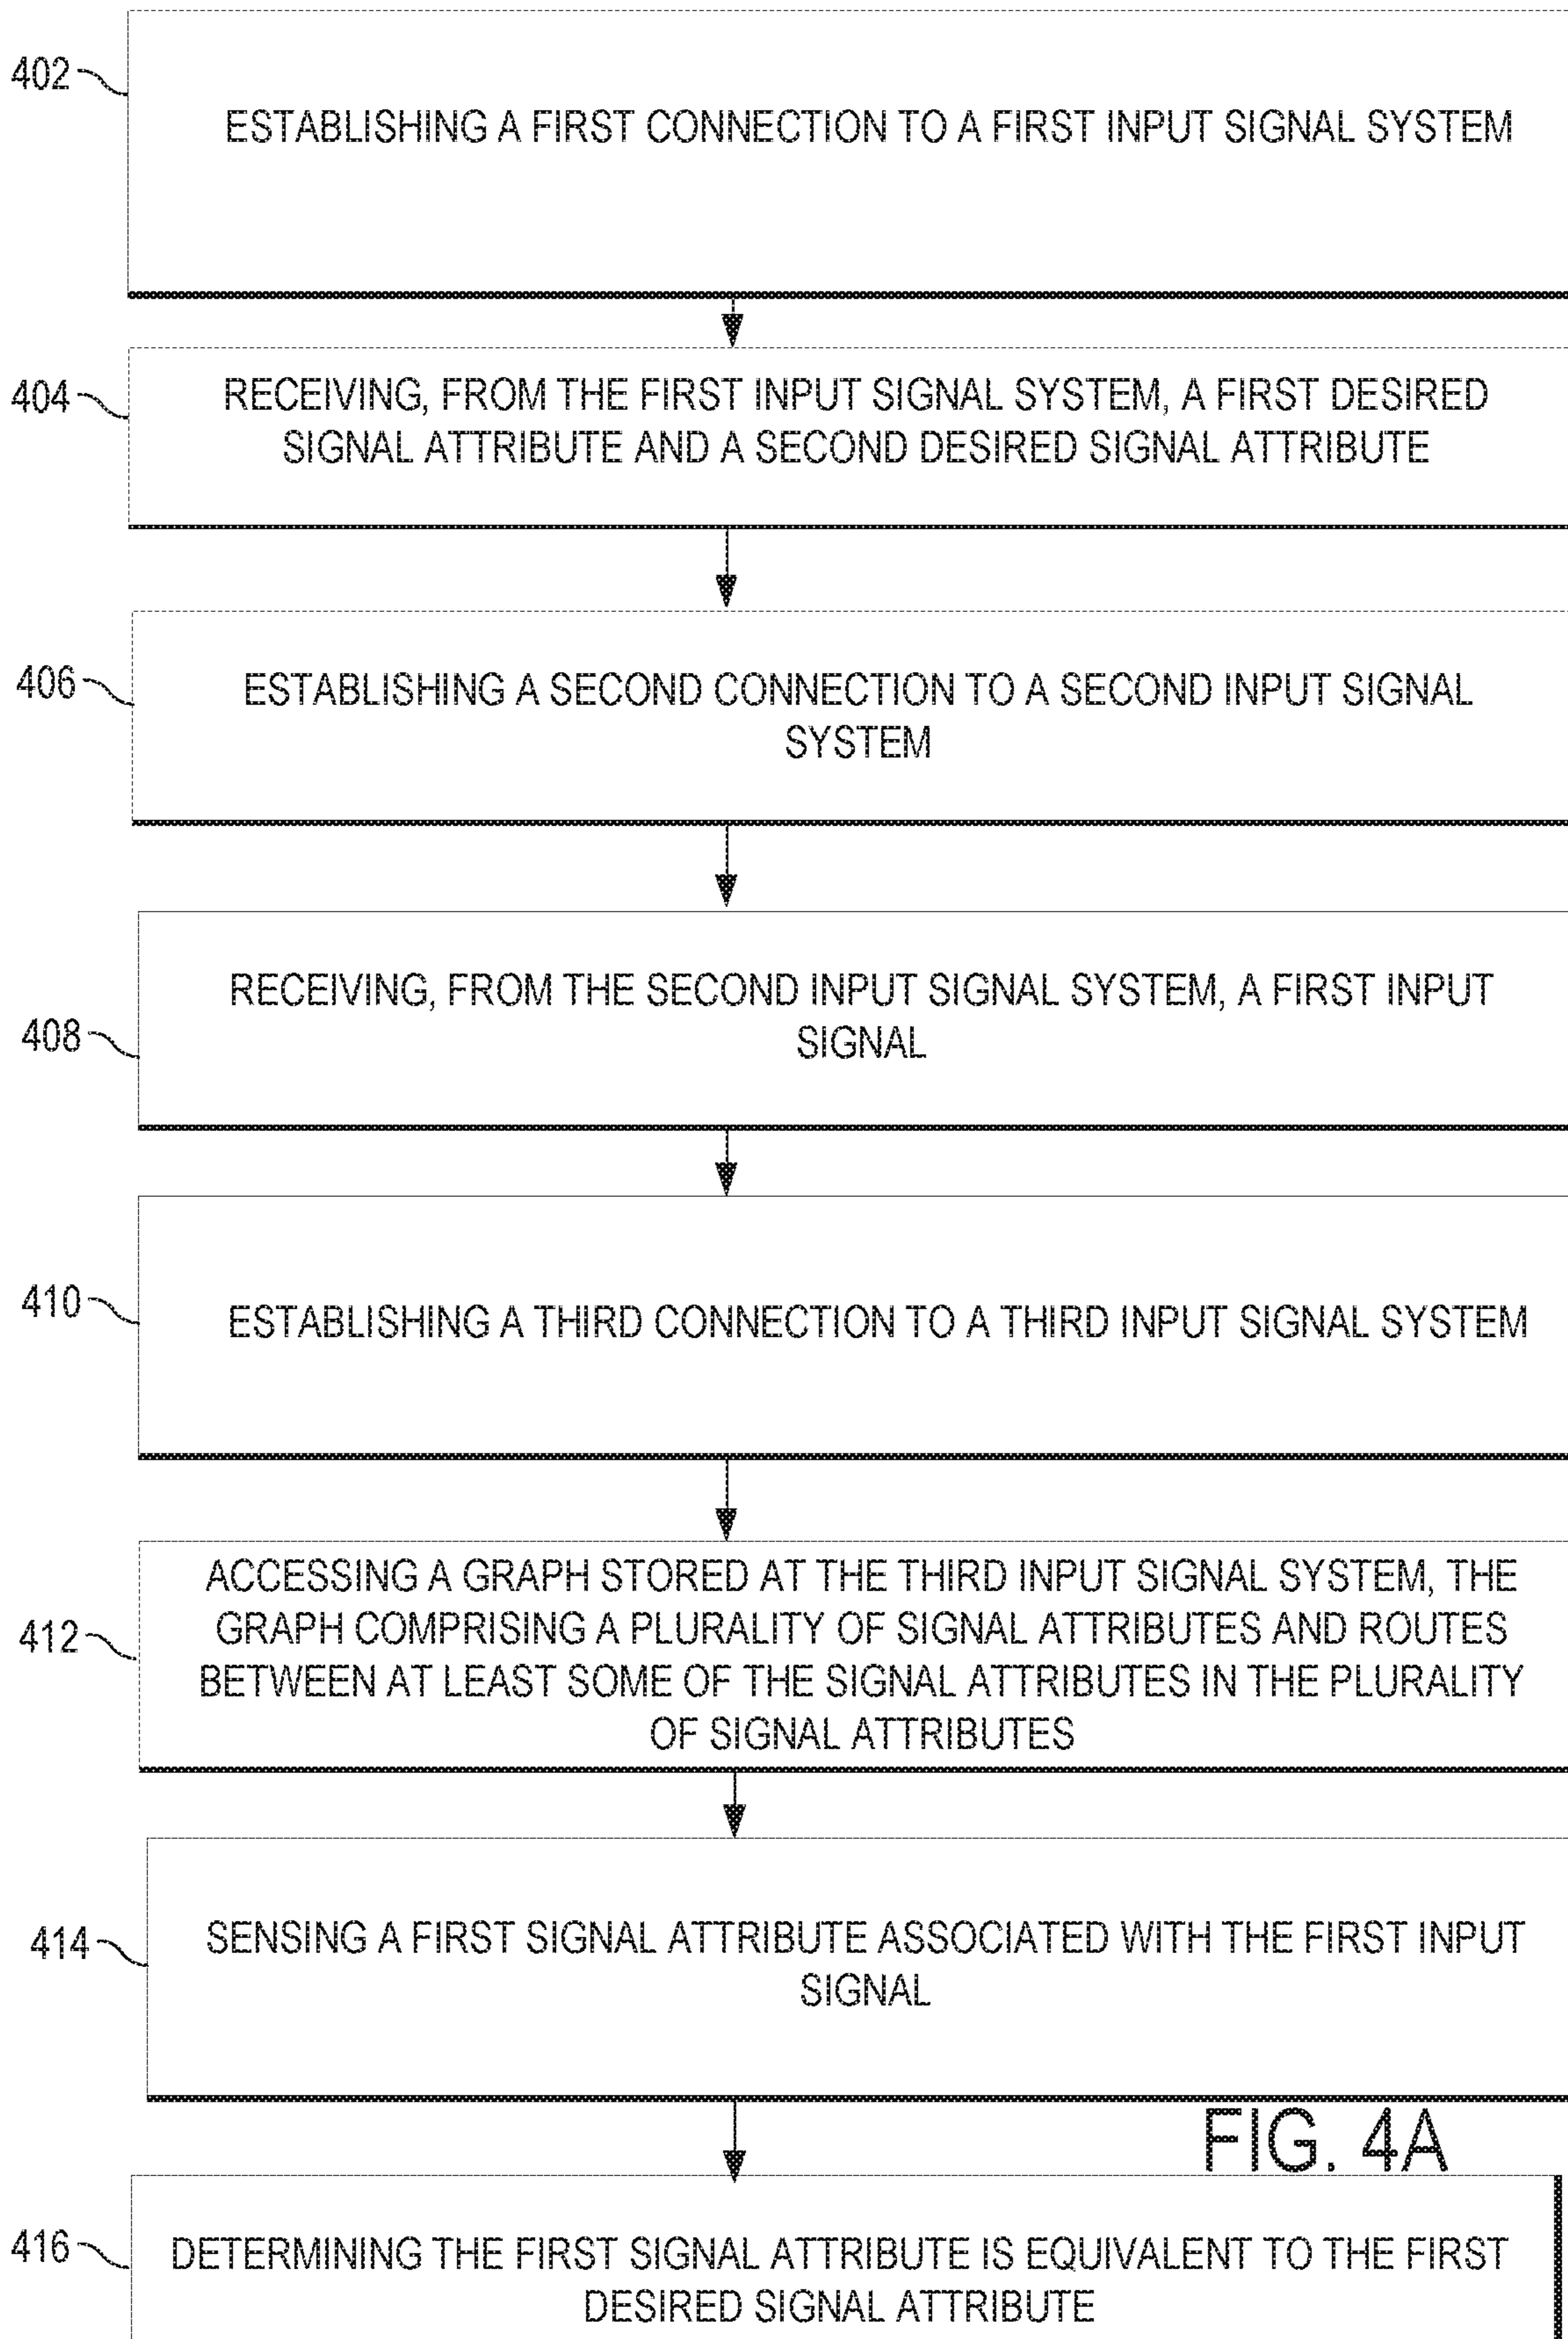 402
ESTABLISHING A FIRST CONNECTION TO A FIRST INPUT SIGNAL SYSTEM
404
RECEIVING, FROM THE FIRST INPUT SIGNAL SYSTEM, A FIRST DESIRED
SIGNAL ATTRIBUTE AND A SECOND DESIRED SIGNAL ATTRIBUTE
406
ESTABLISHING A SECOND CONNECTION TO A SECOND INPUT SIGNAL
SYSTEM
408
RECEIVING, FROM THE SECOND INPUT SIGNAL SYSTEM, A FIRST INPUT
SIGNAL
410
ESTABLISHING A THIRD CONNECTION TO A THIRD INPUT SIGNAL SYSTEM
412
ACCESSING A GRAPH STORED AT THE THIRD INPUT SIGNAL SYSTEM, THE
GRAPH COMPRISING A PLURALITY OF SIGNAL ATTRIBUTES AND ROUTES
BETWEEN AT LEAST SOME OF THE SIGNAL ATTRIBUTES IN THE PLURALITY
OF SIGNAL ATTRIBUTES
414
SENSING A FIRST SIGNAL ATTRIBUTE ASSOCIATED WITH THE FIRST INPUT
SIGNAL
FIG. 4A
416
DETERMINING THE FIRST SIGNAL ATTRIBUTE IS EQUIVALENT TO THE FIRST
DESIRED SIGNAL ATTRIBUTE